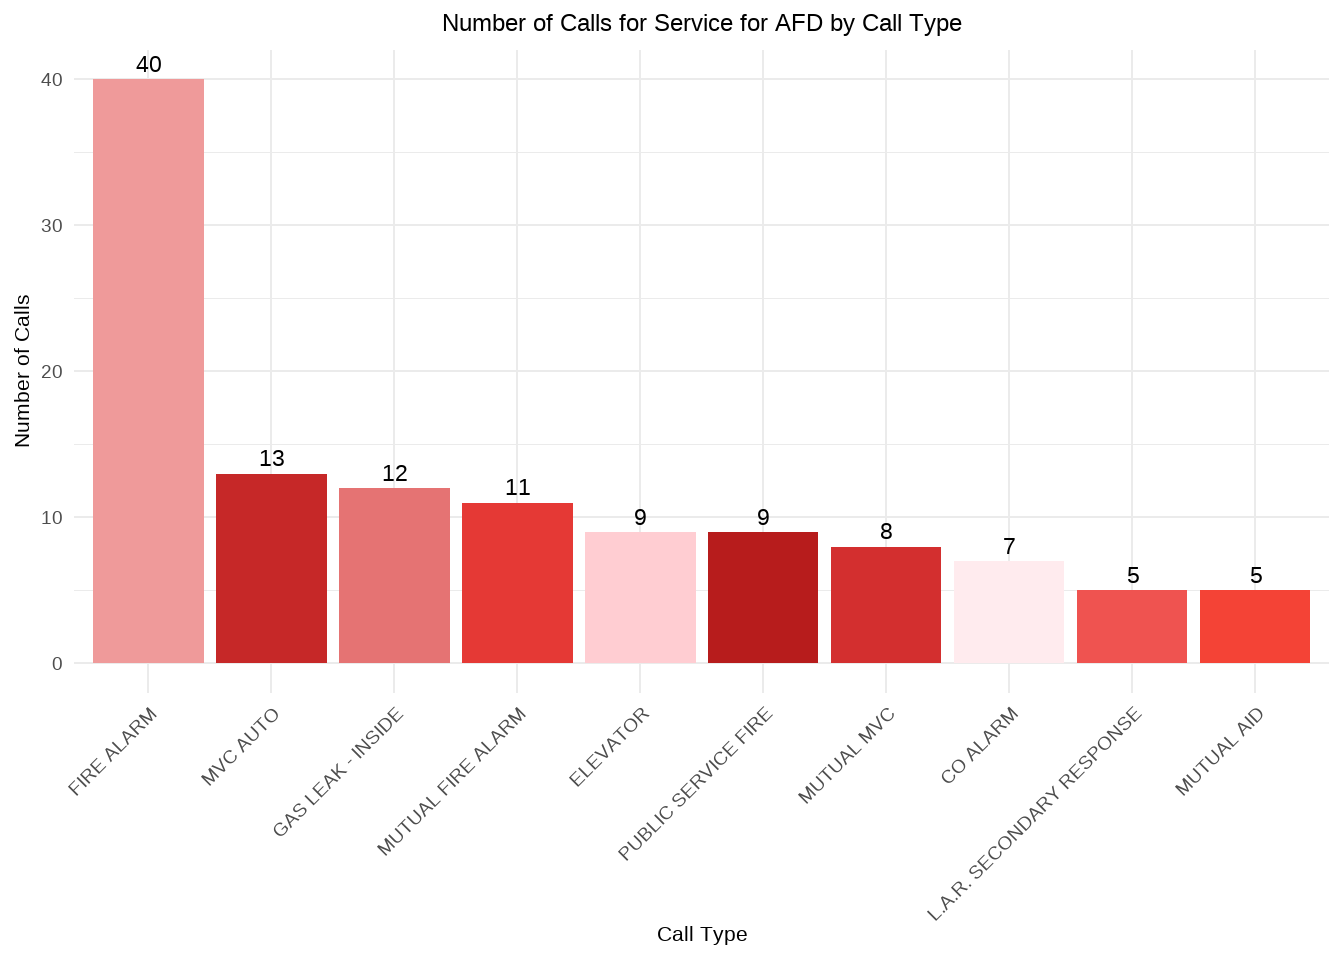 Number of Calls for Service for AFD by Call Type
Number of Calls
40
30
20
10
0
40
13
12
11
9
9
8
7
5
5
FIRE ALARM
MVC AUTO
GAS LEAK - INSIDE
MUTUAL FIRE ALARM
ELEVATOR
PUBLIC SERVICE FIRE
MUTUAL MVC
CO ALARM
L.A.R. SECONDARY RESPONSE
MUTUAL AID
Call Type